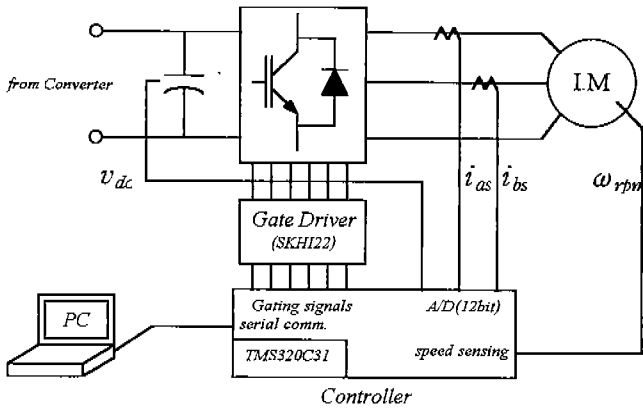 from Converter
I.M
v_dc
i_as i_bs
ω_rpm
Gate Driver
(SKHI22)
PC
Gating signals
serial comm.
A/D(12bit)
TMS320C31
speed sensing
Controller